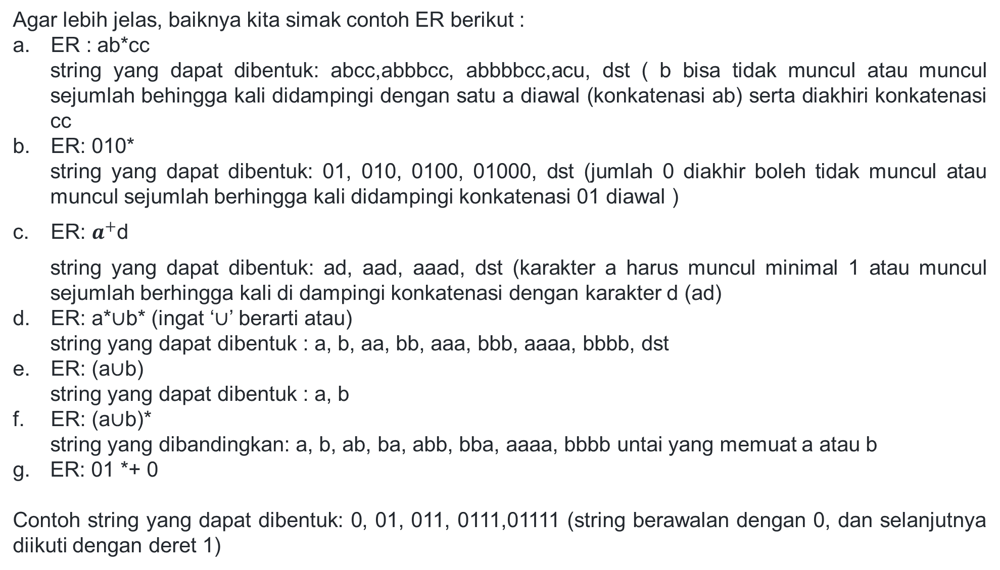 Agar lebih jelas, baiknya kita simak contoh ER berikut :
a. ER : ab*cc
string yang dapat dibentuk: abcc,abbbcc, abbbbcc,acu, dst ( b bisa tidak muncul atau muncul
sejumlah behingga kali didampingi dengan satu a diawal (konkatenasi ab) serta diakhiri konkatenasi
cc
b. ER: 010*
string yang dapat dibentuk: 01, 010, 0100, 01000, dst (jumlah 0 diakhir boleh tidak muncul atau
muncul sejumlah berhingga kali didampingi konkatenasi 01 diawal )
c. ER: a⁺d
string yang dapat dibentuk: ad, aad, aaad, dst (karakter a harus muncul minimal 1 atau muncul
sejumlah berhingga kali di dampingi konkatenasi dengan karakter d (ad)
d. ER: a*∪b* (ingat ‘∪’ berarti atau)
string yang dapat dibentuk : a, b, aa, bb, aaa, bbb, aaaa, bbbb, dst
e. ER: (a∪b)
string yang dapat dibentuk : a, b
f. ER: (a∪b)*
string yang dibandingkan: a, b, ab, ba, abb, bba, aaaa, bbbb untai yang memuat a atau b
g. ER: 01 *+ 0
Contoh string yang dapat dibentuk: 0, 01, 011, 0111,01111 (string berawalan dengan 0, dan selanjutnya
diikuti dengan deret 1)